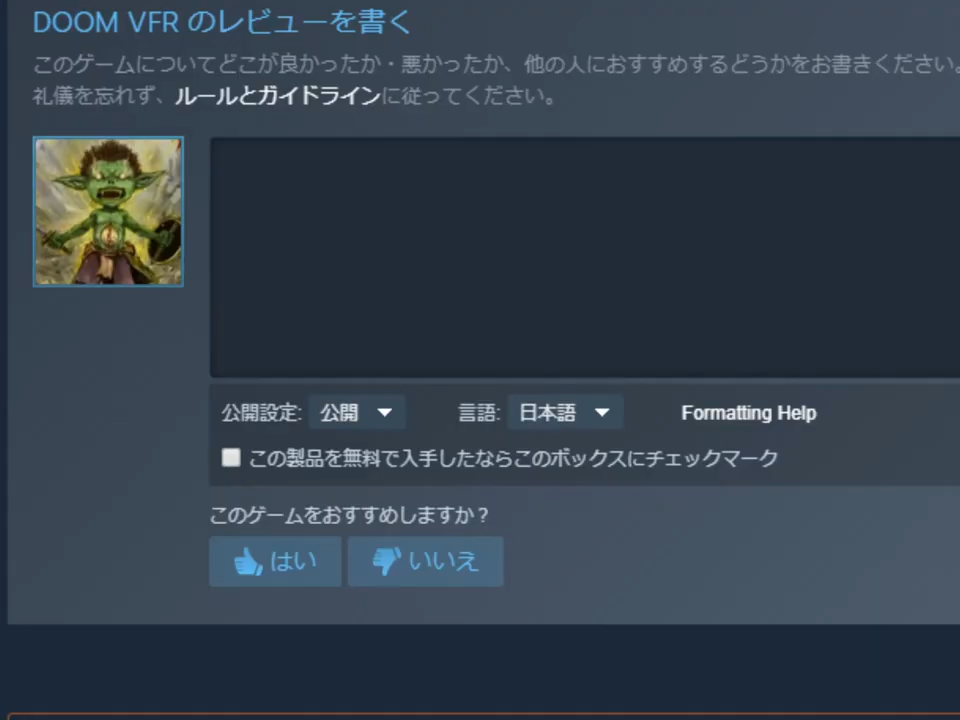 DOOM VFR のレビューを書く
このゲームについてどこが良かったか・悪かったか、他の人におすすめするどうかをお書きください。
礼儀を忘れず、ルールとガイドラインに従ってください。
公開設定: 公開 言語: 日本語 Formatting Help
この製品を無料で入手したならこのボックスにチェックマーク
このゲームをおすすめしますか？
はい いいえ